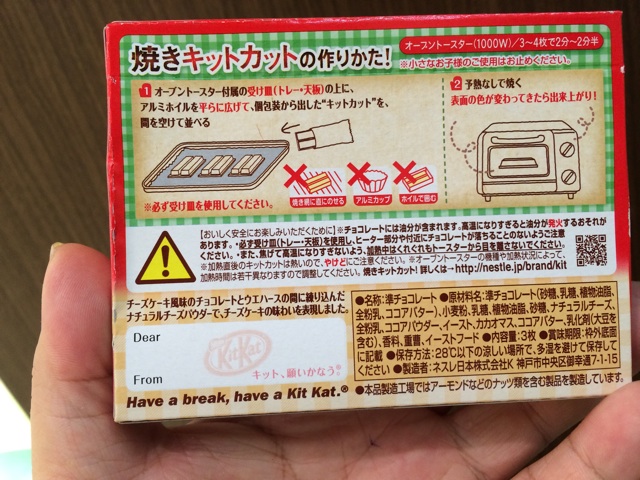 焼きキットカットの作りかた!
オーブントースター(1000W)/3〜4枚で2分〜2分半
※小さなお子様のご使用はお止めください。
1 オーブントースター付属の受け皿(トレー・天板)の上に、
アルミホイルを平らに広げて、個包装から出した“キットカット”を、
間を空けて並べる
※必ず受け皿を使用してください。
焼き網に直にのせる
アルミカップ
ホイルで囲む
2 予熱なしで焼く
表面の色が変わってきたら出来上がり!
【おいしく安全にお楽しみいただくために】※チョコレートには油分が含まれます。高温になりすぎると油分が発火するおそれが
あります。・必ず受け皿(トレー・天板)を使用し、ヒーター部分や付近にチョコレートが落ちることのないようご注意
ください。・また、焦げて高温になりすぎないよう、加熱中はくれぐれもトースターから目を離さないでください。
※加熱直後のキットカットは熱いので、やけどにご注意ください。※オーブントースターの機種や加熱状況によって、
加熱時間は若干異なりますので調整してください。焼きキットカット! 詳しくは→http://nestle.jp/brand/kit
チーズケーキ風味のチョコレートとウエハースの間に練り込んだ
ナチュラルチーズパウダーで、チーズケーキの味わいを表現しました。
Dear
KitKat
キット、願いかなう。®
From
Have a break, have a Kit Kat.®
●名称:準チョコレート ●原材料名:準チョコレート(砂糖、乳糖、植物油脂、
全粉乳、ココアバター)、小麦粉、乳糖、植物油脂、砂糖、ナチュラルチーズ、
全粉乳、ココアパウダー、イースト、カカオマス、ココアバター、乳化剤(大豆を
含む)、香料、重曹、イーストフード ●内容量:3枚 ●賞味期限:枠外底面
に記載 ●保存方法:28℃以下の涼しい場所で、多湿を避けて保存して
ください ●製造者:ネスレ日本株式会社K 神戸市中央区御幸通7-1-15
●本品製造工場ではアーモンドなどのナッツ類を含む製品を製造しています。